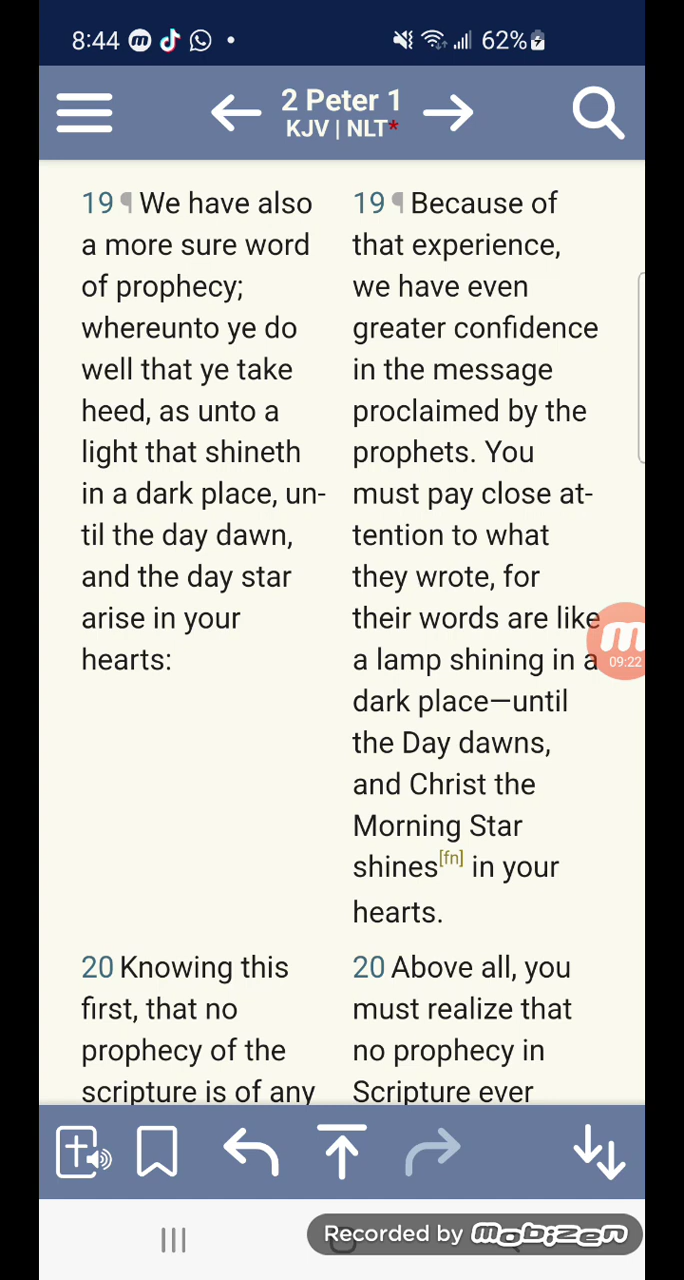 8:44 62%
2 Peter 1
KJV | NLT*
19 ¶ We have also
a more sure word
of prophecy;
whereunto ye do
well that ye take
heed, as unto a
light that shineth
in a dark place, un-
til the day dawn,
and the day star
arise in your
hearts:
19 ¶ Because of
that experience,
we have even
greater confidence
in the message
proclaimed by the
prophets. You
must pay close at-
tention to what
they wrote, for
their words are like
a lamp shining in a
dark place—until
the Day dawns,
and Christ the
Morning Star
shines[fn] in your
hearts.
20 Knowing this
first, that no
prophecy of the
scripture is of any
20 Above all, you
must realize that
no prophecy in
Scripture ever
09:22
Recorded by mobizen